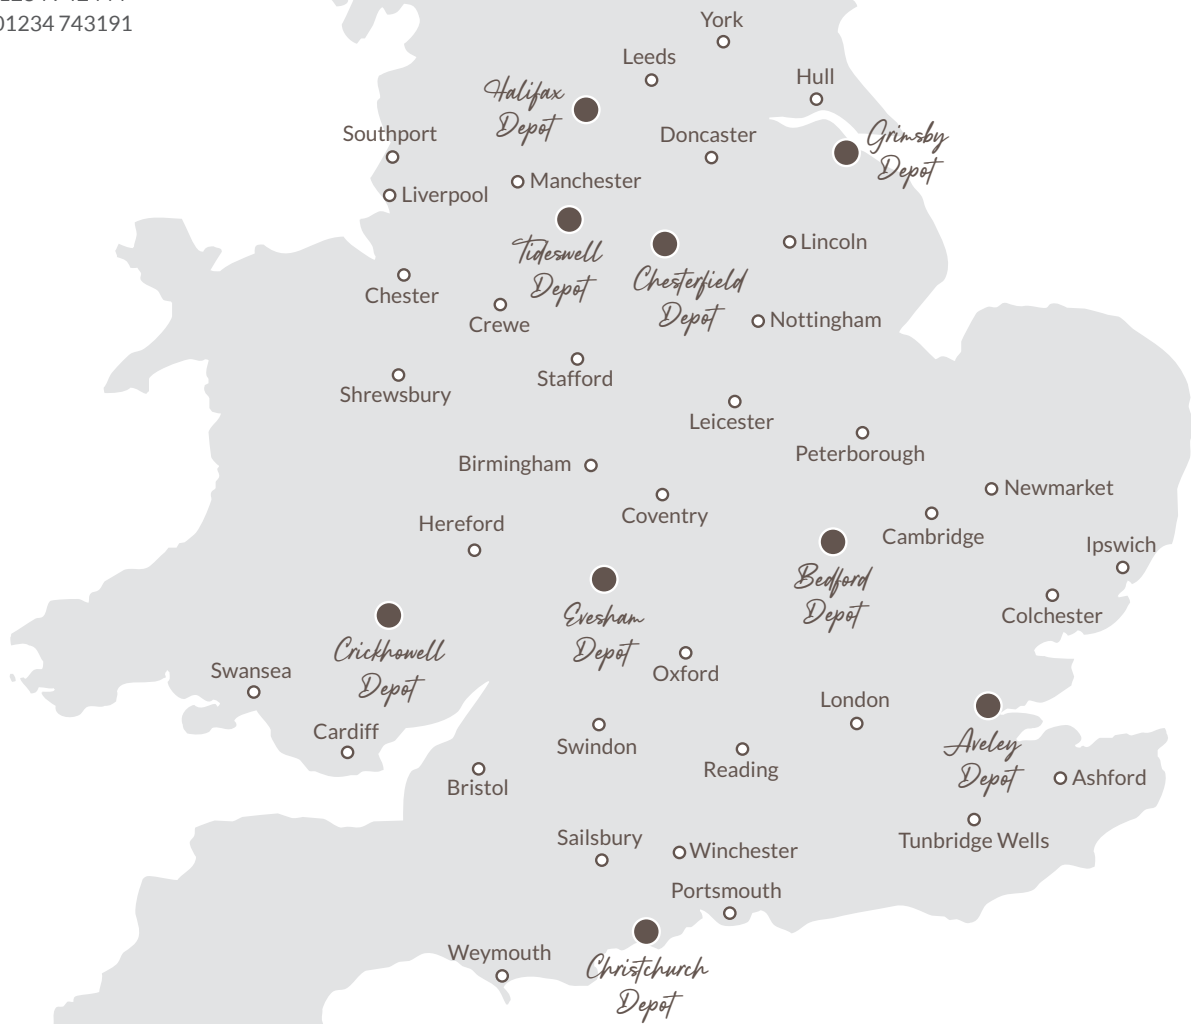 01234 743191
York
Leeds
Hull
Halifax
Depot
Southport
Doncaster
Grimsby
Depot
Manchester
Liverpool
Lincoln
Tideswell
Depot
Chesterfield
Depot
Chester
Crewe
Nottingham
Stafford
Shrewsbury
Leicester
Peterborough
Birmingham
Newmarket
Coventry
Hereford
Cambridge
Ipswich
Bedford
Depot
Evesham
Depot
Colchester
Crickhowell
Depot
Swansea
Oxford
London
Cardiff
Swindon
Aveley
Depot
Reading
Ashford
Bristol
Sailsbury
Winchester
Tunbridge Wells
Portsmouth
Weymouth
Christchurch
Depot